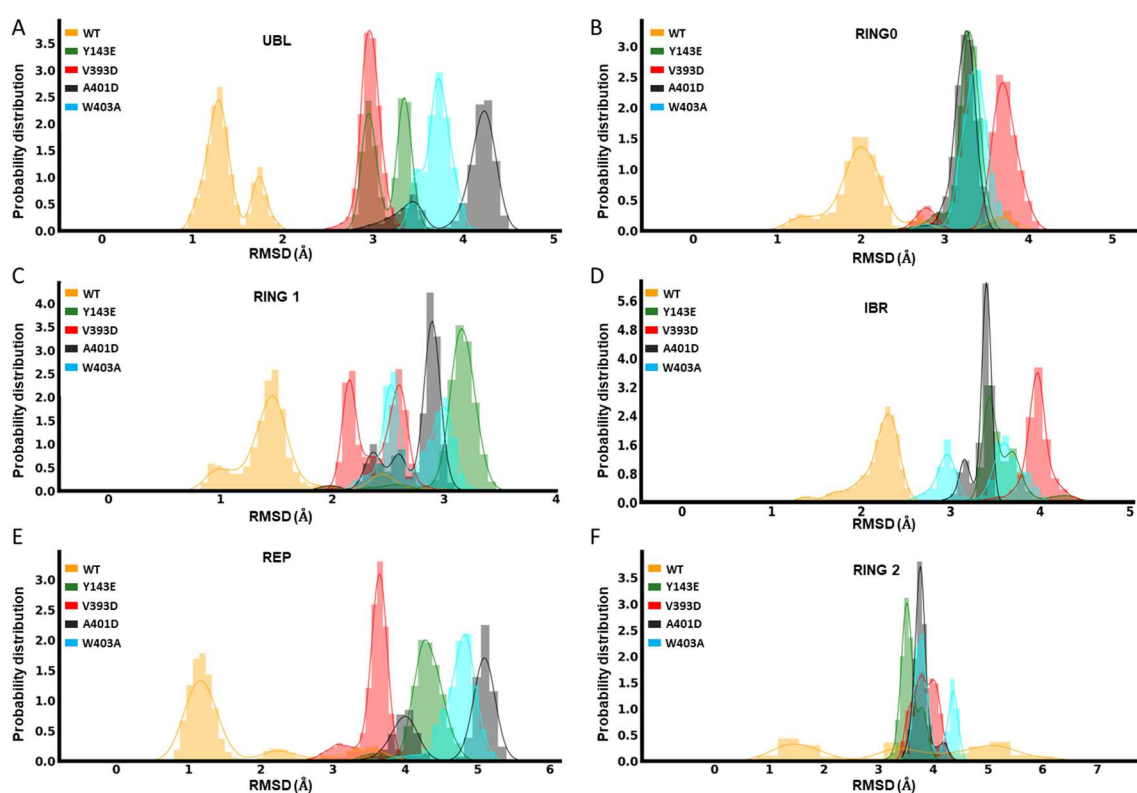 A
UBL
WT
Y143E
V393D
A401D
W403A
Probability distribution
3.5
3.0
2.5
2.0
1.5
1.0
0.5
0.0
0 1 2 3 4 5
RMSD (Å)
B
RING0
WT
Y143E
V393D
A401D
W403A
Probability distribution
3.0
2.5
2.0
1.5
1.0
0.5
0.0
0 1 2 3 4 5
RMSD (Å)
C
RING 1
WT
Y143E
V393D
A401D
W403A
Probability distribution
4.0
3.5
3.0
2.5
2.0
1.5
1.0
0.5
0.0
0 1 2 3 4
RMSD (Å)
D
IBR
WT
Y143E
V393D
A401D
W403A
Probability distribution
5.6
4.8
4.0
3.2
2.4
1.6
0.8
0.0
0 1 2 3 4 5
RMSD (Å)
E
REP
WT
Y143E
V393D
A401D
W403A
Probability distribution
3.0
2.5
2.0
1.5
1.0
0.5
0.0
0 1 2 3 4 5 6
RMSD (Å)
F
RING 2
WT
Y143E
V393D
A401D
W403A
Probability distribution
3.5
3.0
2.5
2.0
1.5
1.0
0.5
0.0
0 1 2 3 4 5 6 7
RMSD (Å)